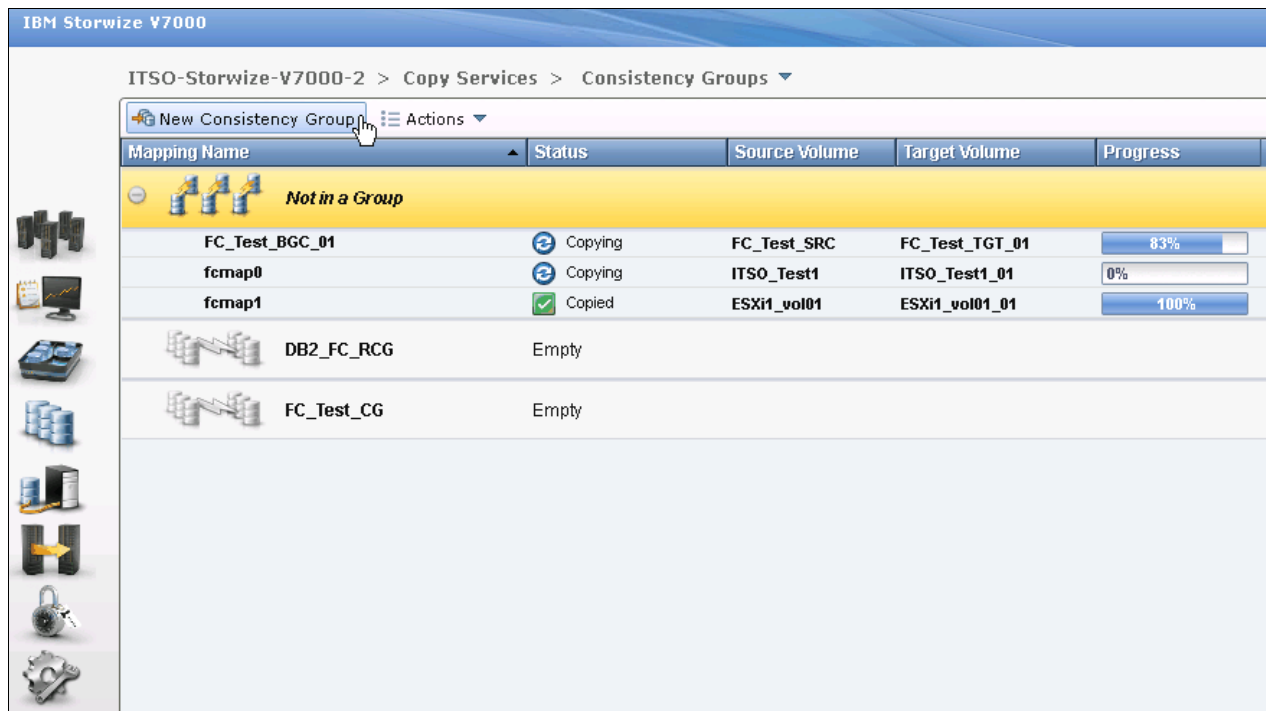 IBM Storwize V7000
ITSO-Storwize-V7000-2 > Copy Services > Consistency Groups
New Consistency Group Actions
Mapping Name Status Source Volume Target Volume Progress
Not in a Group
FC_Test_BGC_01 Copying FC_Test_SRC FC_Test_TGT_01 83%
fcmap0 Copying ITSO_Test1 ITSO_Test1_01 0%
fcmap1 Copied ESXi1_vol01 ESXi1_vol01_01 100%
DB2_FC_RCG Empty
FC_Test_CG Empty